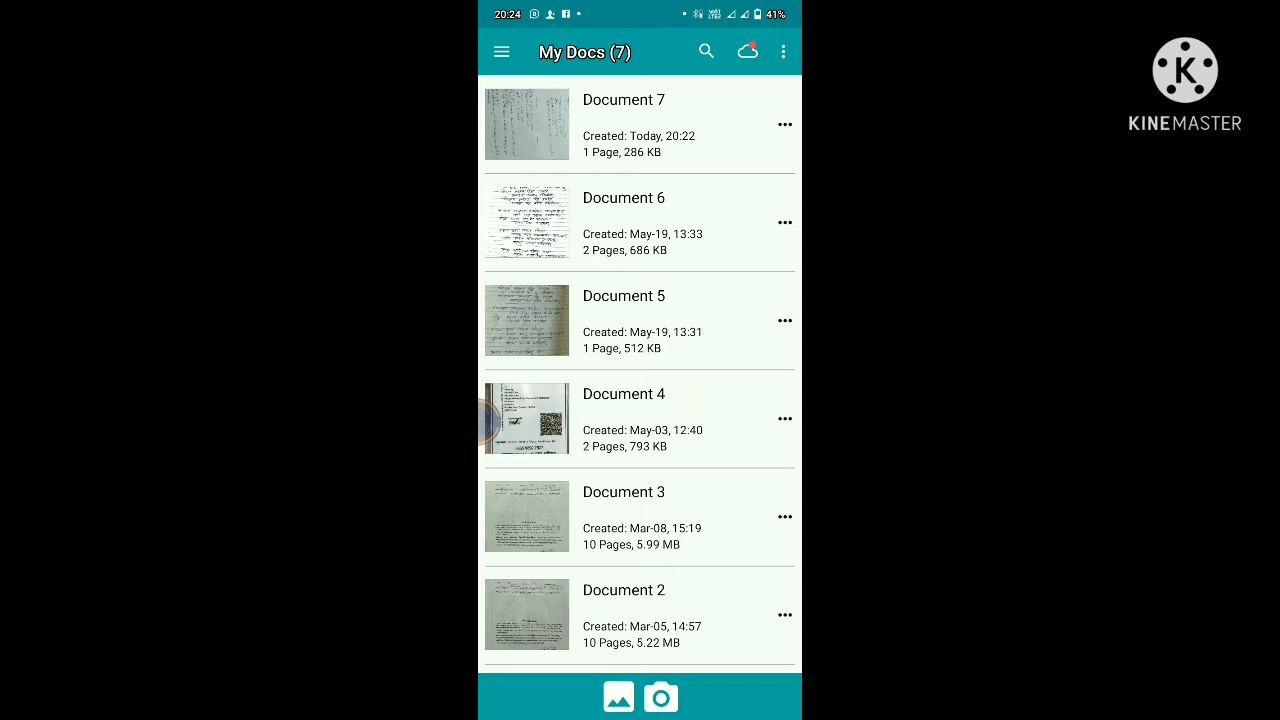 20:24
41%
My Docs (7)
K
KINEMASTER
Document 7
Created: Today, 20:22
1 Page, 286 KB
Document 6
Created: May-19, 13:33
2 Pages, 686 KB
Document 5
Created: May-19, 13:31
1 Page, 512 KB
Document 4
Created: May-03, 12:40
2 Pages, 793 KB
Document 3
Created: Mar-08, 15:19
10 Pages, 5.99 MB
Document 2
Created: Mar-05, 14:57
10 Pages, 5.22 MB